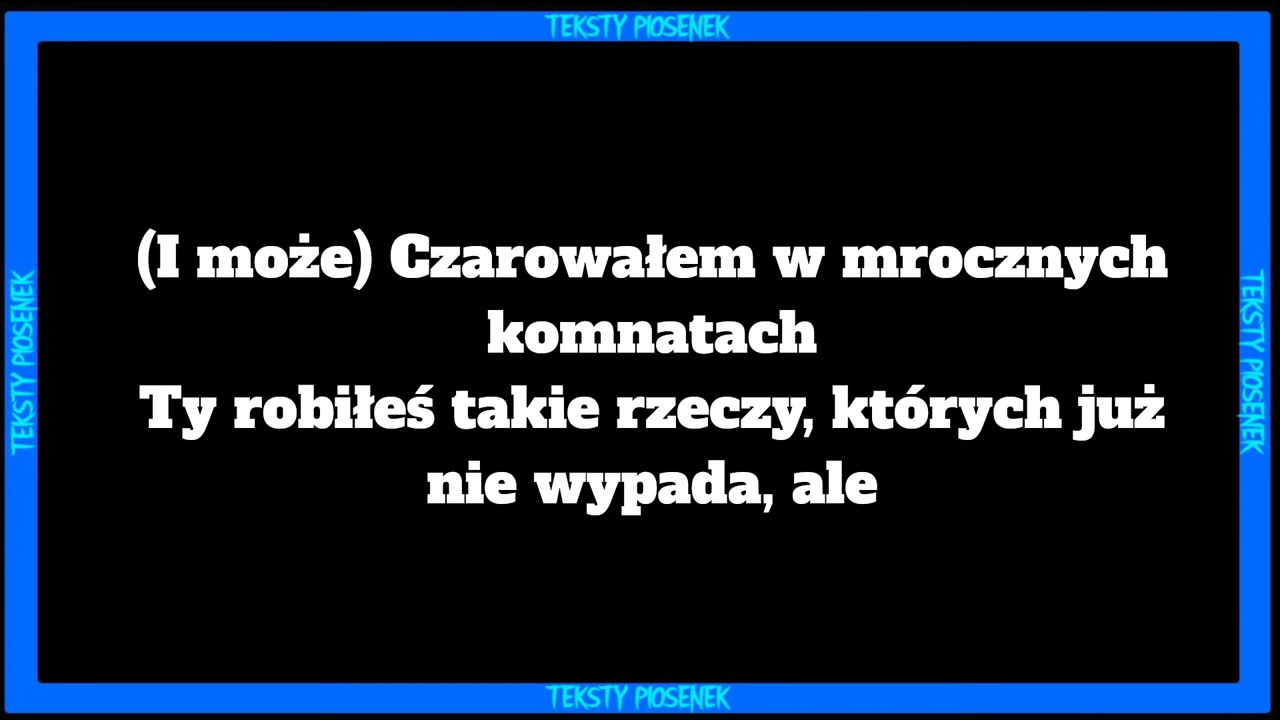 TEKSTY PIOSENEK
(I może) Czarowałem w mrocznych
komnatach
Ty robiłeś takie rzeczy, których już
nie wypada, ale
TEKSTY PIOSENEK
TEKSTY PIOSENEK
TEKSTY PIOSENEK